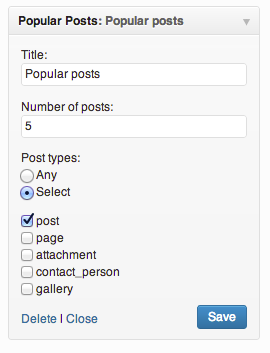 Popular Posts: Popular posts
Title:
Popular posts
Number of posts:
5
Post types:
Any
Select
post
page
attachment
contact_person
gallery
Delete | Close
Save